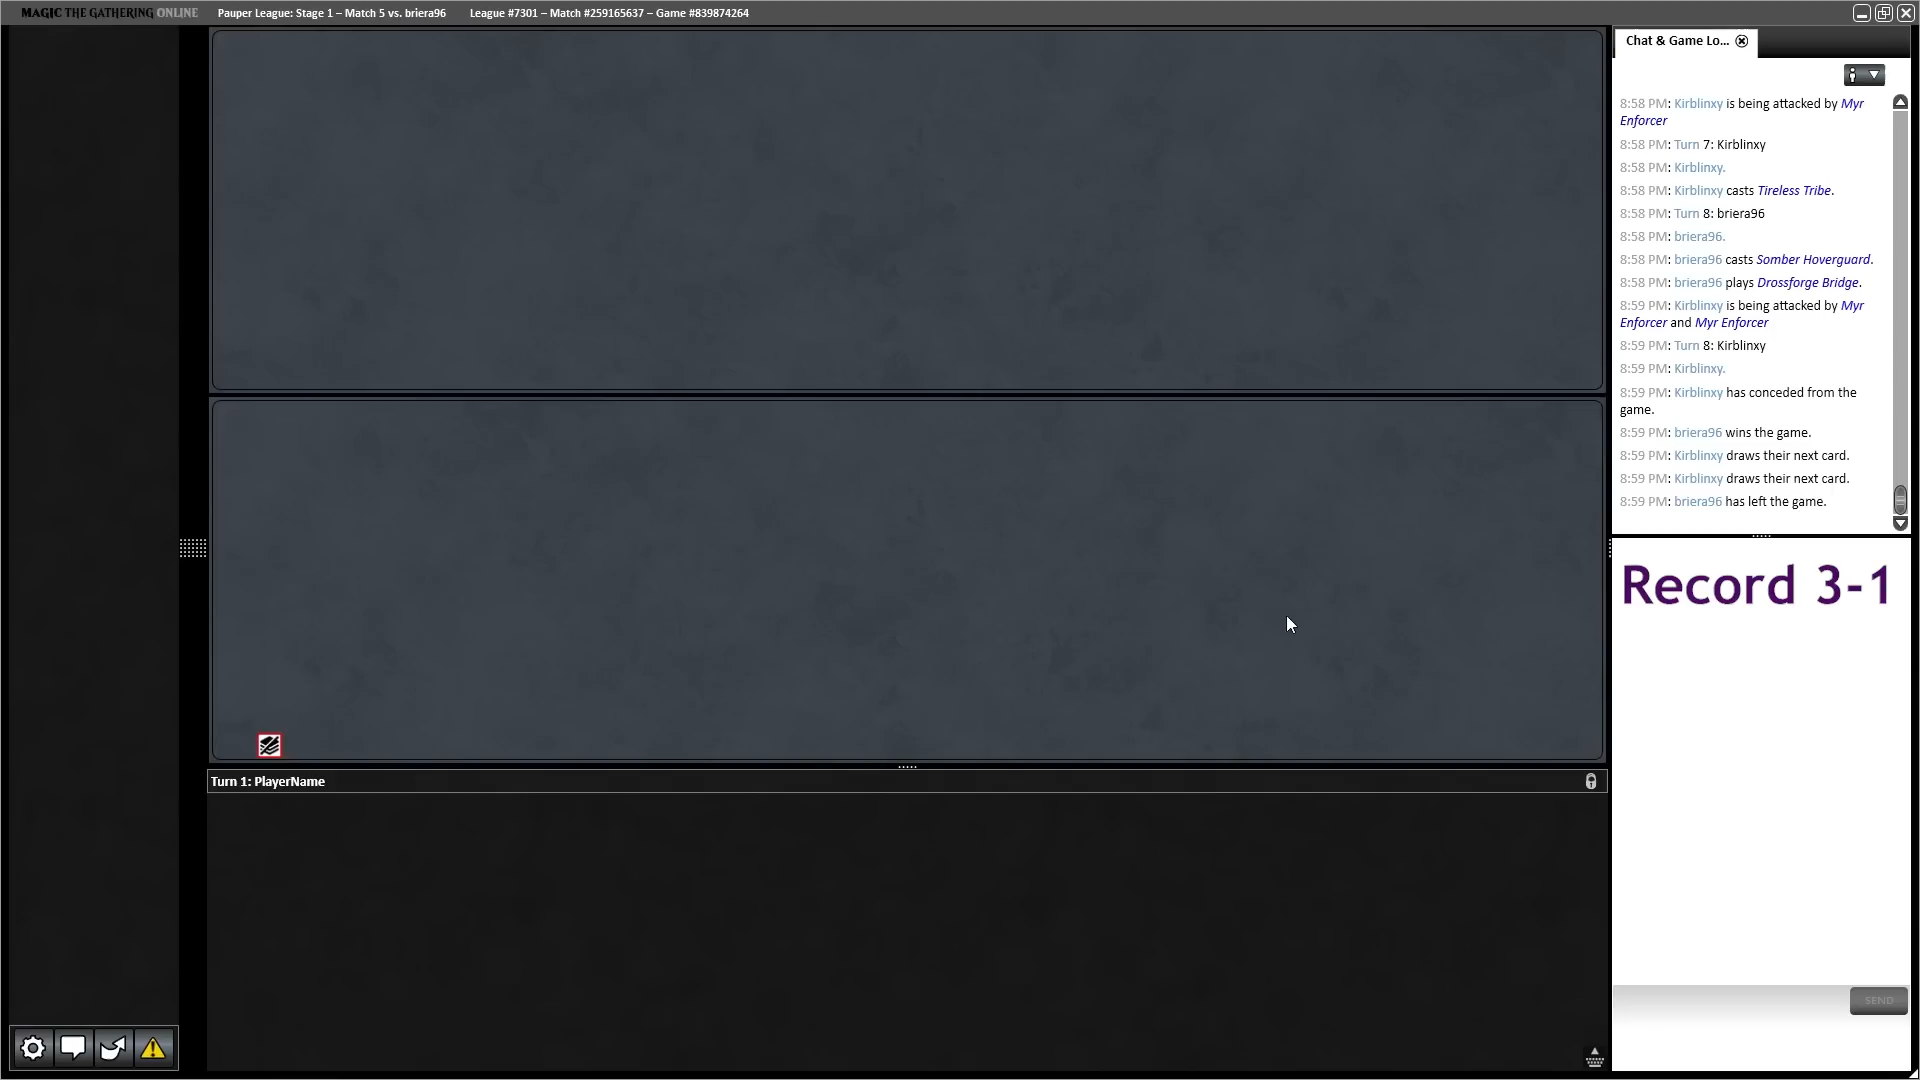 MAGIC THE GATHERING ONLINE Pauper League: Stage 1 – Match 5 vs. briera96 League #7301 – Match #259165637 – Game #839874264
Chat & Game Lo...
8:58 PM: Kirblinxy is being attacked by Myr
Enforcer
8:58 PM: Turn 7: Kirblinxy
8:58 PM: Kirblinxy.
8:58 PM: Kirblinxy casts Tireless Tribe.
8:58 PM: Turn 8: briera96
8:58 PM: briera96.
8:58 PM: briera96 casts Somber Hoverguard.
8:58 PM: briera96 plays Drossforge Bridge.
8:59 PM: Kirblinxy is being attacked by Myr
Enforcer and Myr Enforcer
8:59 PM: Turn 8: Kirblinxy
8:59 PM: Kirblinxy.
8:59 PM: Kirblinxy has conceded from the
game.
8:59 PM: briera96 wins the game.
8:59 PM: Kirblinxy draws their next card.
8:59 PM: Kirblinxy draws their next card.
8:59 PM: briera96 has left the game.
Record 3-1
Turn 1: PlayerName
SEND